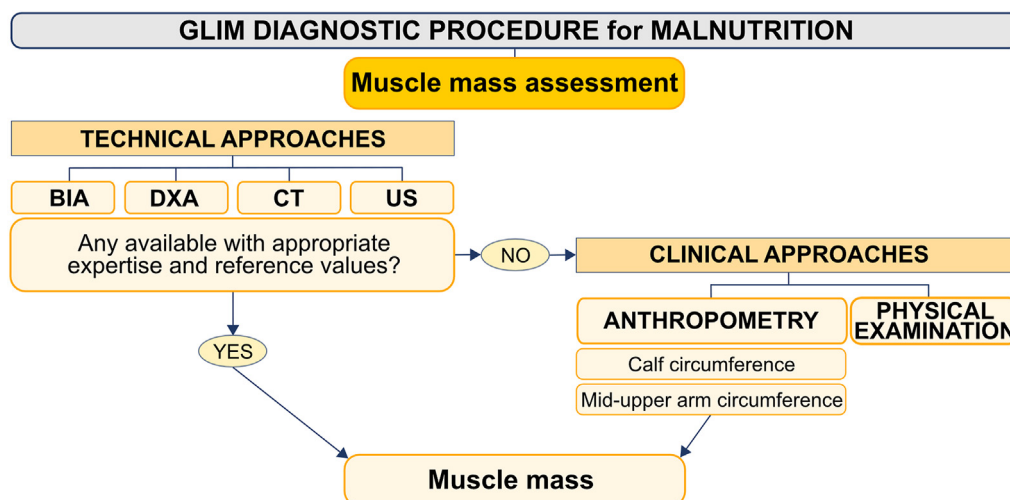 GLIM DIAGNOSTIC PROCEDURE for MALNUTRITION
Muscle mass assessment
TECHNICAL APPROACHES
BIA
DXA
CT
US
Any available with appropriate
expertise and reference values?
NO
CLINICAL APPROACHES
ANTHROPOMETRY
PHYSICAL
EXAMINATION
YES
Calf circumference
Mid-upper arm circumference
Muscle mass